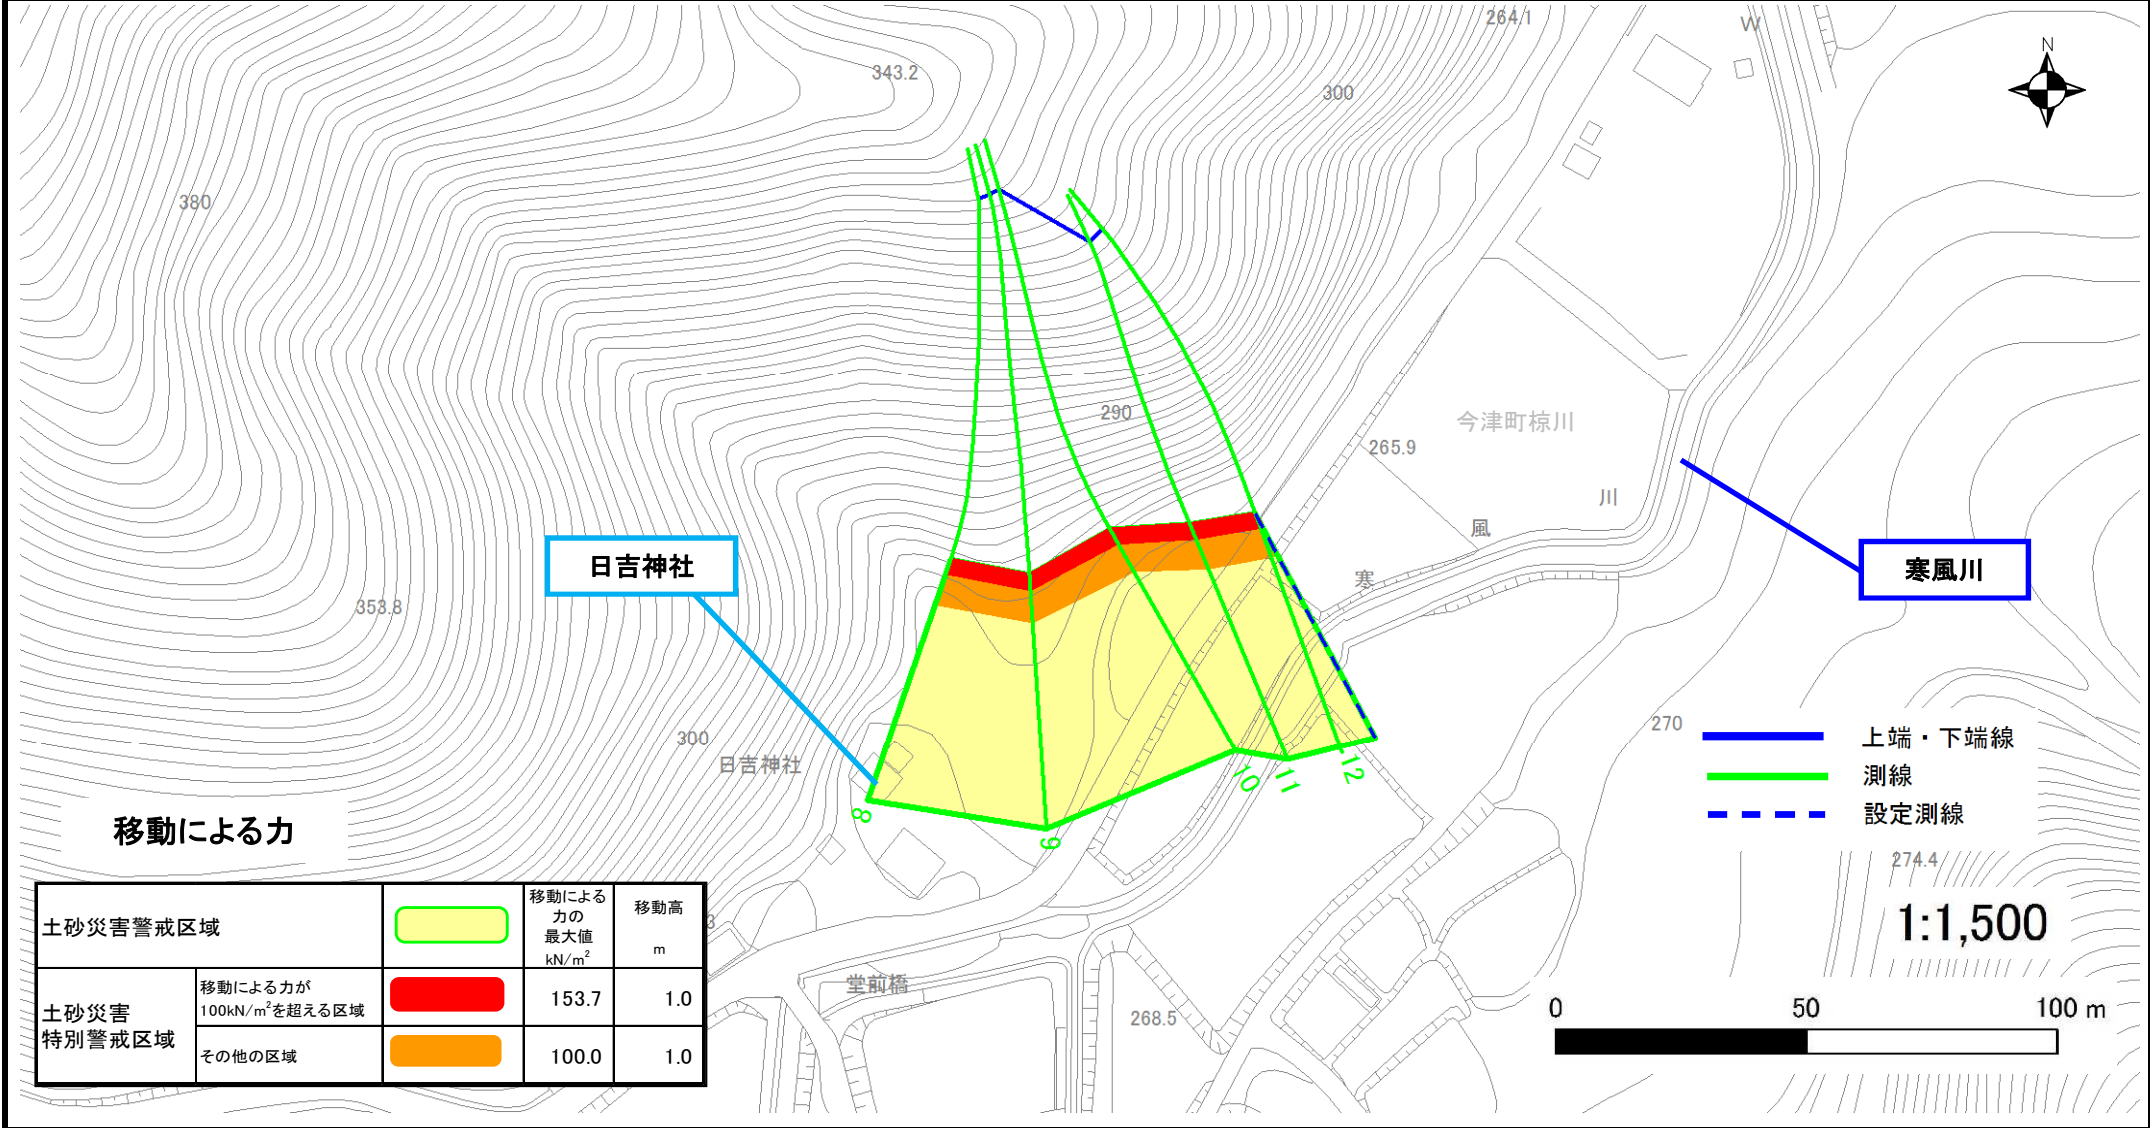 264.1
W
N
343.2
300
380
290
今津町椋川
265.9
川
風
寒
日吉神社
寒風川
353.8
270
300
日吉神社
上端・下端線
測線
設定測線
8
9
10
11
12
移動による力
274.4
1:1,500
土砂災害警戒区域
移動による
力の
最大値
kN/m²
移動高
m
土砂災害
特別警戒区域
移動による力が
100kN/m²を超える区域
153.7
1.0
その他の区域
100.0
1.0
3
堂前橋
268.5
0 50 100 m